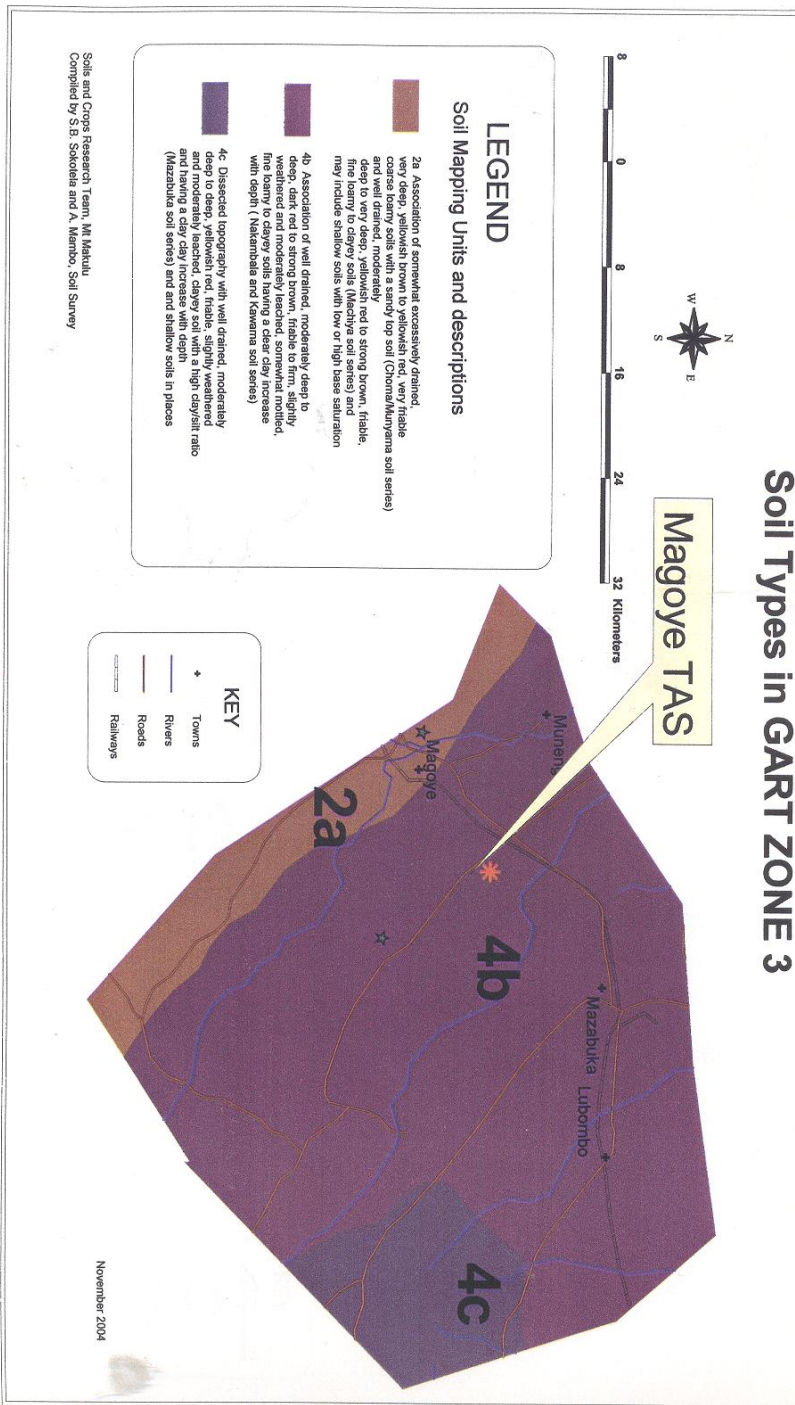 Soil Types in GART ZONE 3
N
W
E
S
8 0 8 16 24 32 Kilometers
LEGEND
Soil Mapping Units and descriptions
2a Association of somewhat excessively drained,
very deep, yellowish brown to yellowish red, very friable
coarse loamy soils with a sandy top soil (Choma/Munyama soil series)
and well drained, moderately
deep to very deep, yellowish red to strong brown, friable,
fine loamy to clayey soils (Machiya soil series) and
may include shallow soils with low or high base saturation
4b Association of well drained, moderately deep to
deep, dark red to strong brown, friable to firm, slightly
weathered and moderately leached, somewhat mottled,
fine loamy to clayey soils having a clear clay increase
with depth ( Nakambala and Kawama soil series)
4c Dissected topography with well drained, moderately
deep to deep, yellowish red, friable, slightly weathered
and moderately leached, clayey soil with a high clay/silt ratio
and having a clay clay increase with depth
(Mazabuka soil series) and and shallow soils in places
Soils and Crops Research Team, Mt Makulu
Compiled by S.B. Sokotela and A. Mambo, Soil Survey
Magoye TAS
Muneng
Magoye
Mazabuka
Lubombo
2a
4b
4c
KEY
Towns
Rivers
Roads
Railways
November 2004